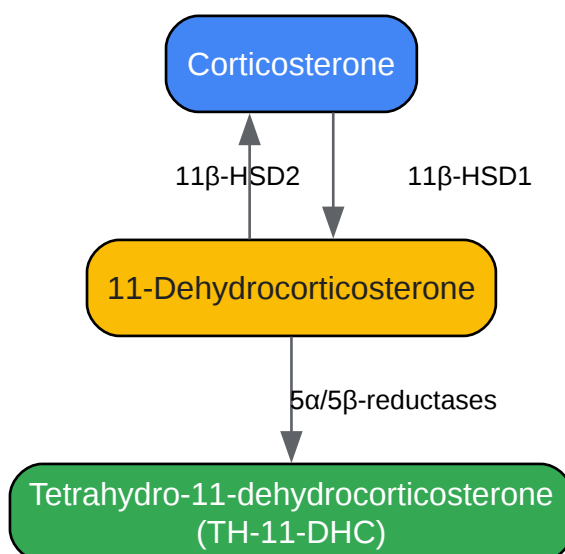 Corticosterone
11β-HSD2
11β-HSD1
11-Dehydrocorticosterone
5α/5β-reductases
Tetrahydro-11-dehydrocorticosterone
(TH-11-DHC)